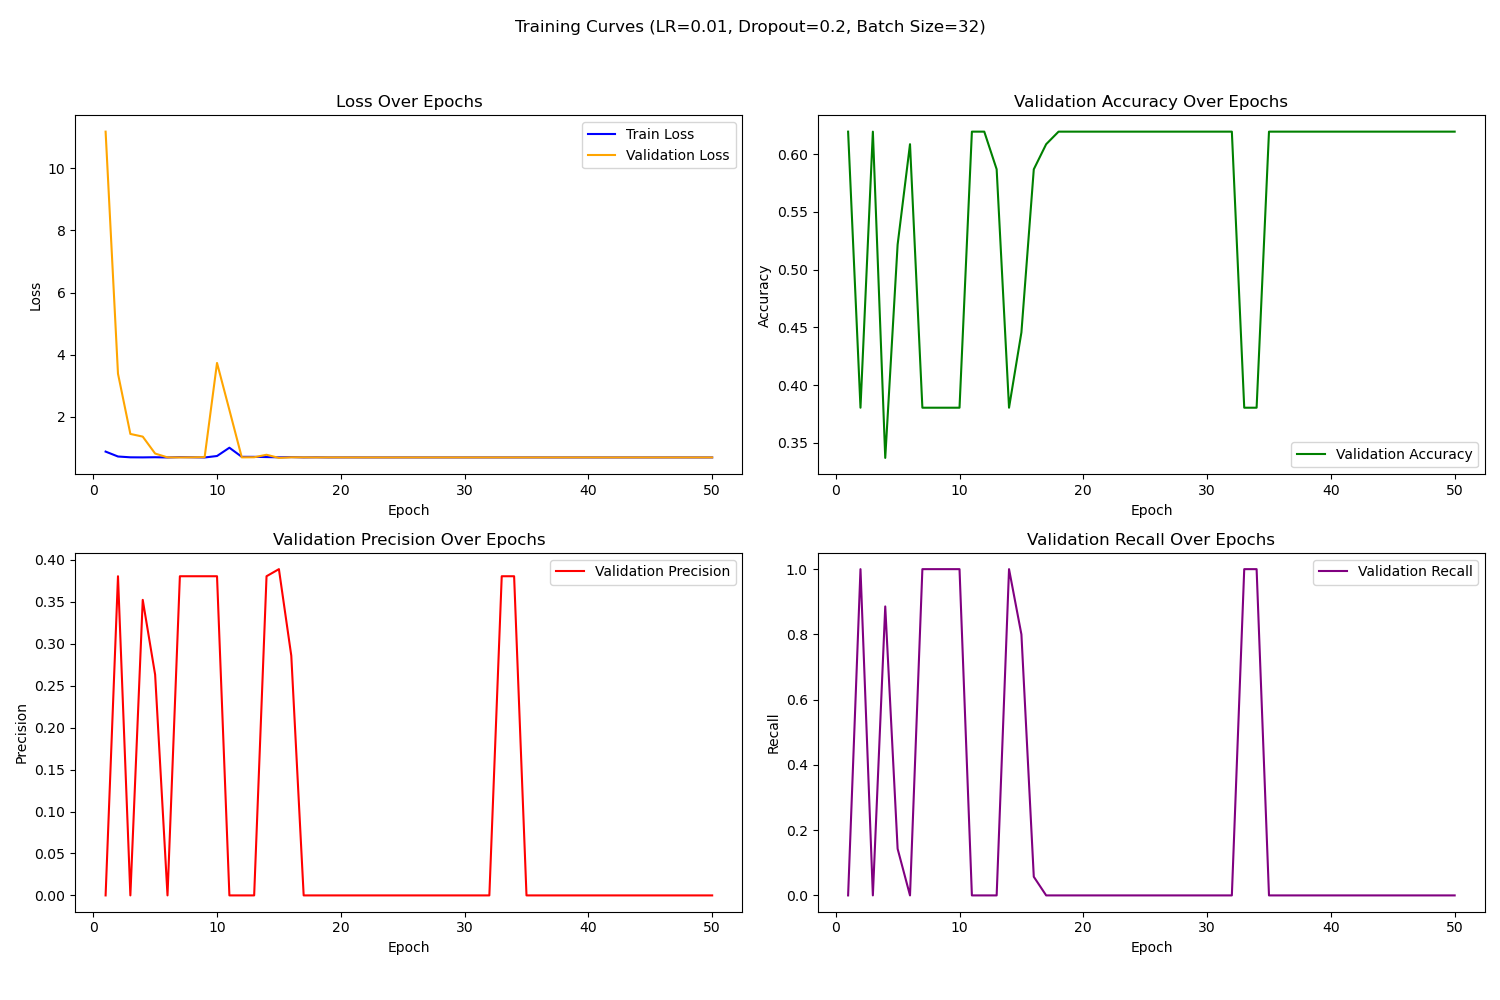 Training Curves (LR=0.01, Dropout=0.2, Batch Size=32)
Loss Over Epochs
Train Loss
Validation Loss
10
8
6
4
2
Loss
0 10 20 30 40 50
Epoch
Validation Accuracy Over Epochs
0.60
0.55
0.50
0.45
0.40
0.35
Accuracy
Validation Accuracy
0 10 20 30 40 50
Epoch
Validation Precision Over Epochs
Validation Precision
0.40
0.35
0.30
0.25
0.20
0.15
0.10
0.05
0.00
Precision
0 10 20 30 40 50
Epoch
Validation Recall Over Epochs
Validation Recall
1.0
0.8
0.6
0.4
0.2
0.0
Recall
0 10 20 30 40 50
Epoch